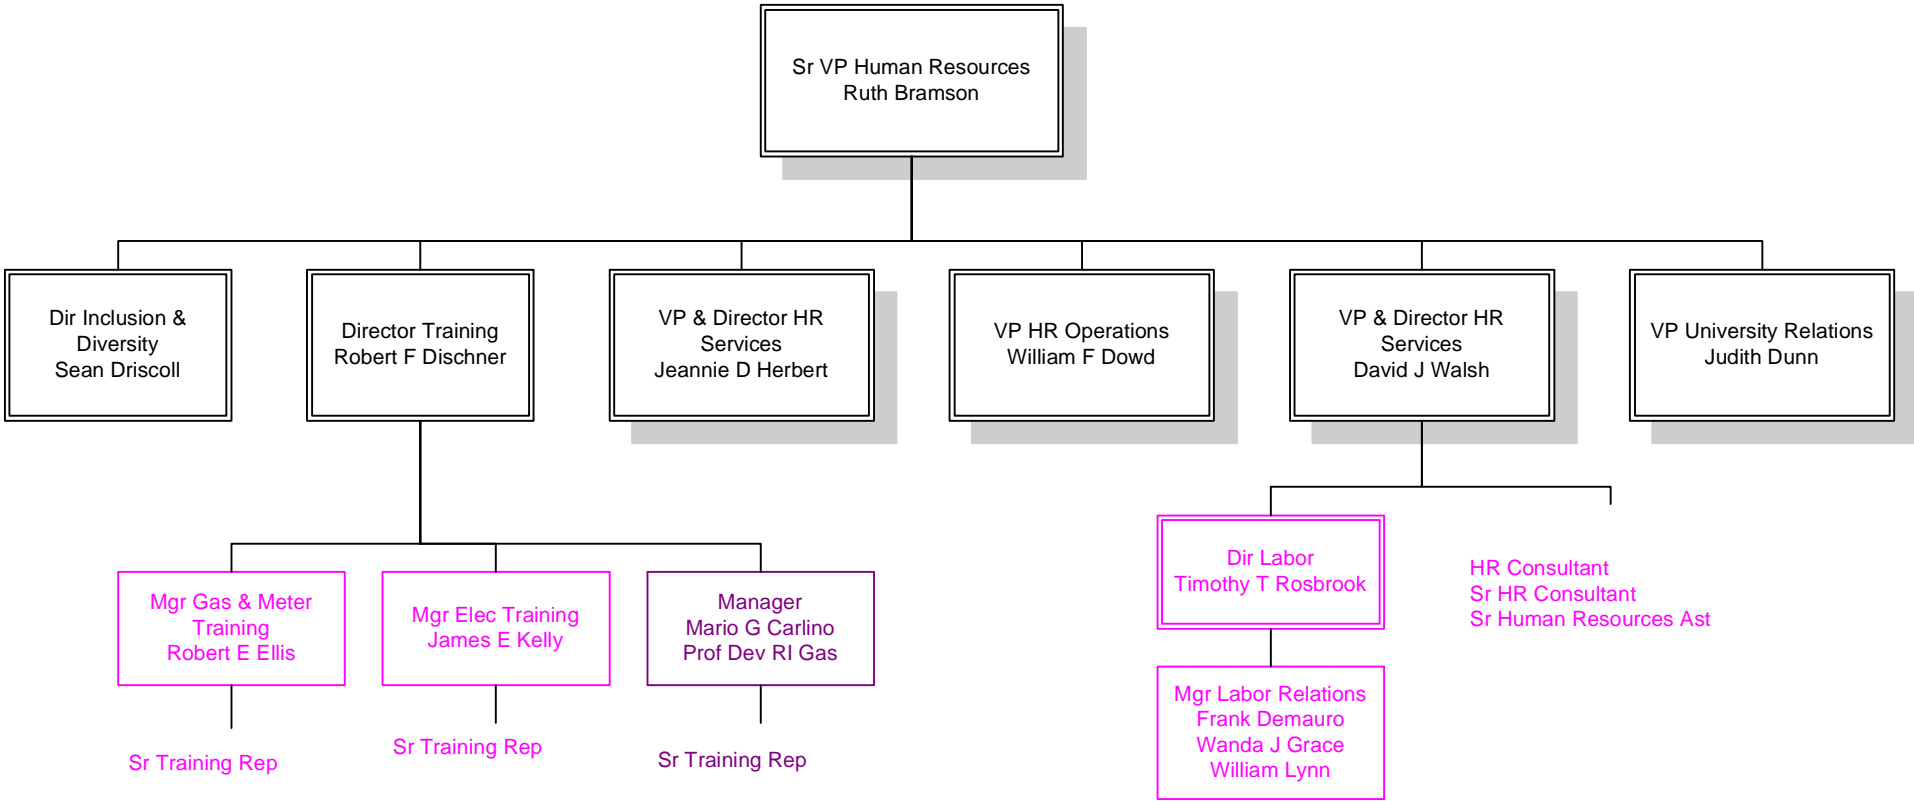 Sr VP Human Resources
Ruth Bramson
Dir Inclusion &
Diversity
Sean Driscoll
Director Training
Robert F Dischner
VP & Director HR
Services
Jeannie D Herbert
VP HR Operations
William F Dowd
VP & Director HR
Services
David J Walsh
VP University Relations
Judith Dunn
Mgr Gas & Meter
Training
Robert E Ellis
Mgr Elec Training
James E Kelly
Manager
Mario G Carlino
Prof Dev RI Gas
Dir Labor
Timothy T Rosbrook
HR Consultant
Sr HR Consultant
Sr Human Resources Ast
Mgr Labor Relations
Frank Demauro
Wanda J Grace
William Lynn
Sr Training Rep
Sr Training Rep
Sr Training Rep